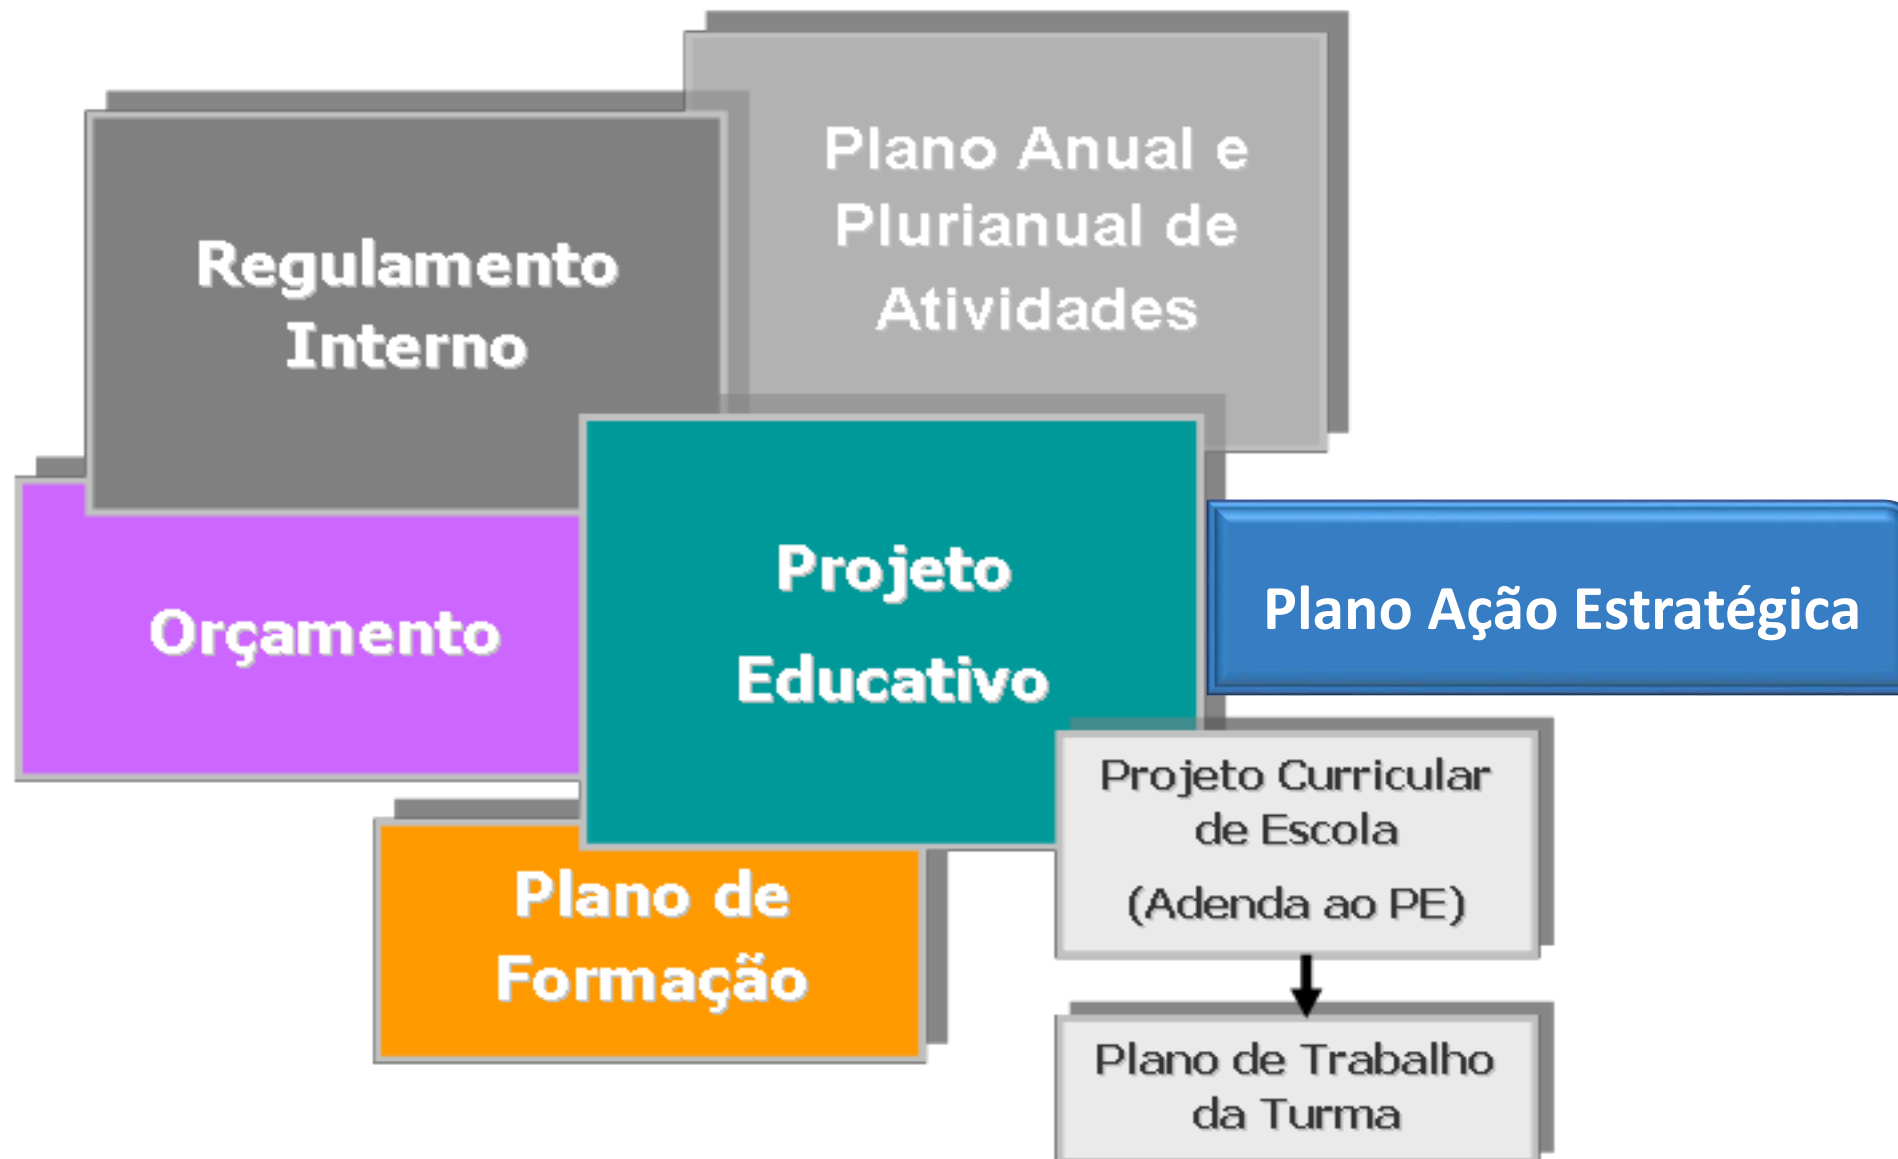 Plano Anual e
Plurianual de
Atividades
Regulamento
Interno
Orçamento
Projeto
Educativo
Plano Ação Estratégica
Plano de
Formação
Projeto Curricular
de Escola
(Adenda ao PE)
Plano de Trabalho
da Turma